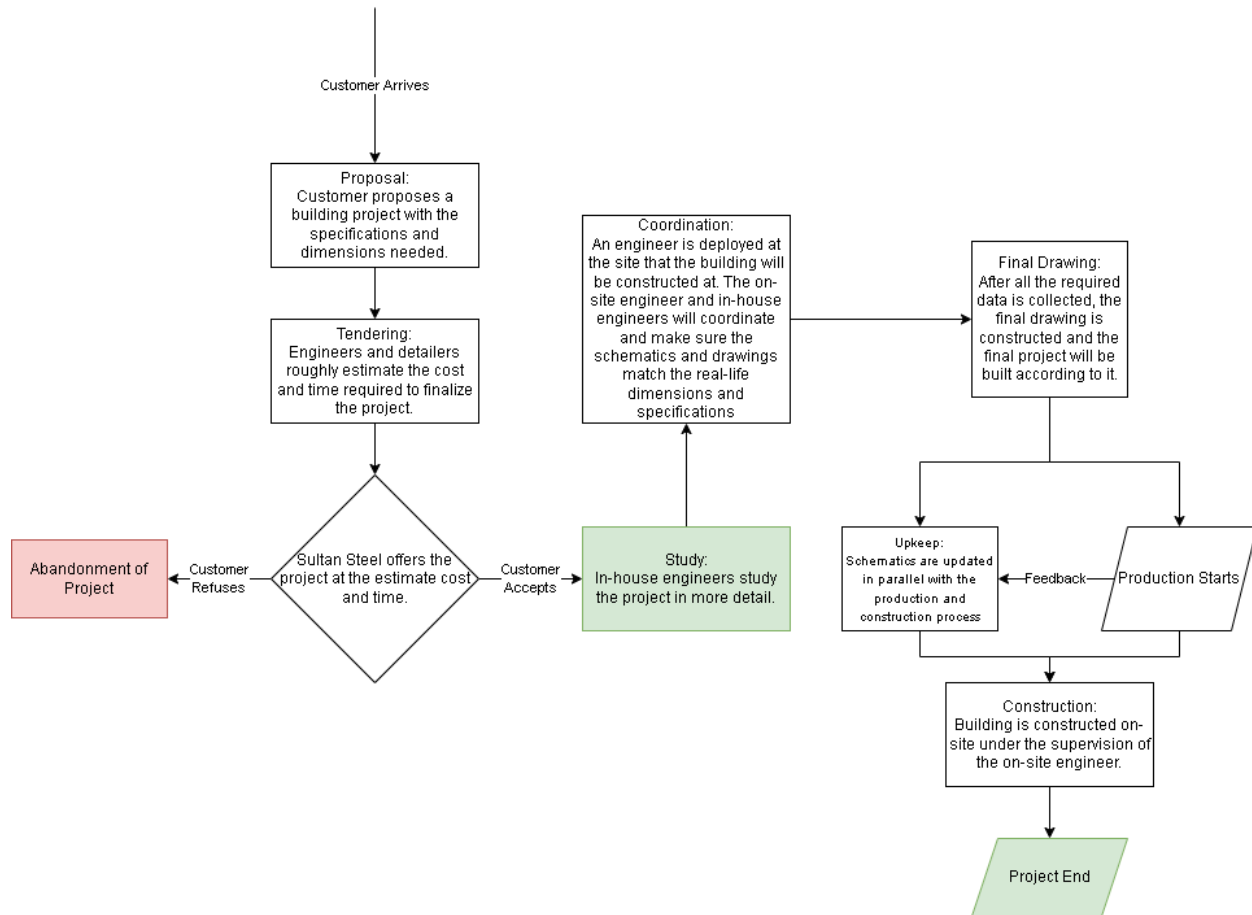 Customer Arrives
Proposal:
Customer proposes a
building project with the
specifications and
dimensions needed.
Tendering:
Engineers and detailers
roughly estimate the cost
and time required to finalize
the project.
Sultan Steel offers the
project at the estimate cost
and time.
Customer
Refuses
Abandonment of
Project
Customer
Accepts
Study:
In-house engineers study
the project in more detail.
Coordination:
An engineer is deployed at
the site that the building will
be constructed at. The on-
site engineer and in-house
engineers will coordinate
and make sure the
schematics and drawings
match the real-life
dimensions and
specifications
Final Drawing:
After all the required
data is collected, the
final drawing is
constructed and the
final project will be
built according to it.
Upkeep:
Schematics are updated
in parallel with the
production and
construction process
Feedback
Production Starts
Construction:
Building is constructed on-
site under the supervision of
the on-site engineer.
Project End